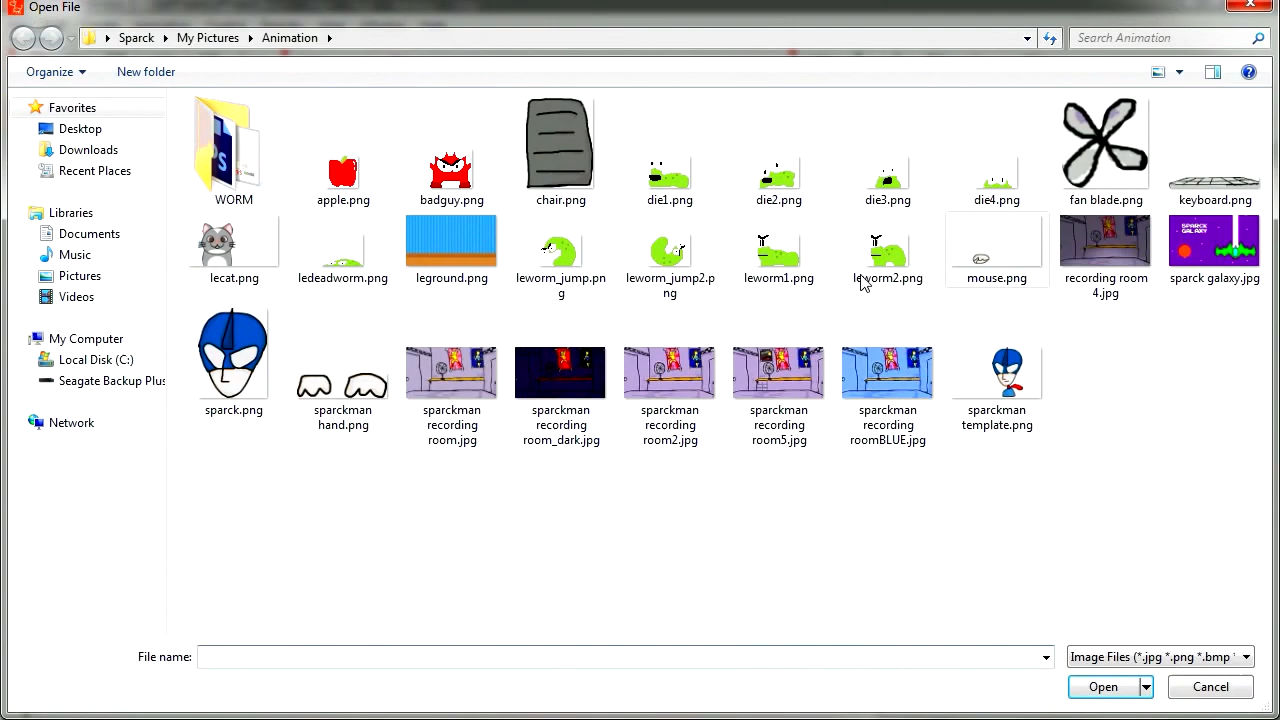 Open File
Sparck
My Pictures
Animation
Search Animation
Organize
New folder
Favorites
Desktop
Downloads
Recent Places
Libraries
Documents
Music
Pictures
Videos
My Computer
Local Disk (C:)
Seagate Backup Plus
Network
WORM
apple.png
badguy.png
chair.png
die1.png
die2.png
die3.png
die4.png
fan blade.png
keyboard.png
lecat.png
ledeadworm.png
leground.png
leworm_jump.pn
g
leworm_jump2.p
ng
leworm1.png
leworm2.png
mouse.png
recording room
4.jpg
SPARCK
GALAXY
sparck galaxy.jpg
sparck.png
sparckman
hand.png
sparckman
recording
room.jpg
sparckman
recording
room_dark.jpg
sparckman
recording
room2.jpg
sparckman
recording
room5.jpg
sparckman
recording
roomBLUE.jpg
sparckman
template.png
File name:
Image Files (*.jpg *.png *.bmp *
Open
Cancel